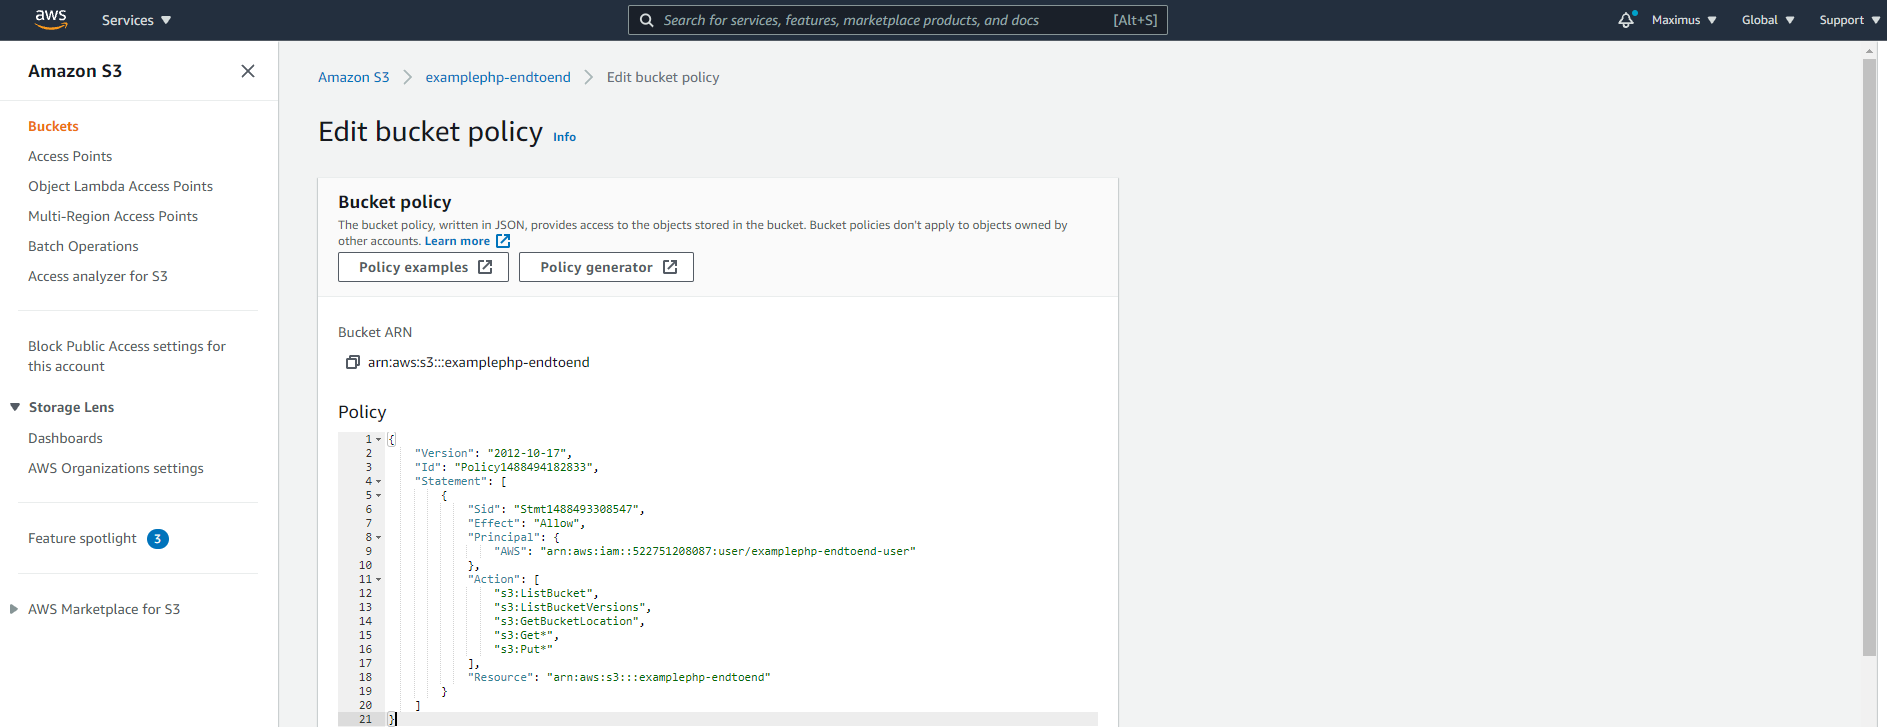 aws
Services
Search for services, features, marketplace products, and docs [Alt+S]
Maximus
Global
Support
Amazon S3
Buckets
Access Points
Object Lambda Access Points
Multi-Region Access Points
Batch Operations
Access analyzer for S3
Block Public Access settings for
this account
Storage Lens
Dashboards
AWS Organizations settings
Feature spotlight 3
AWS Marketplace for S3
Amazon S3 > examplephp-endtoend > Edit bucket policy
Edit bucket policy Info
Bucket policy
The bucket policy, written in JSON, provides access to the objects stored in the bucket. Bucket policies don't apply to objects owned by
other accounts. Learn more
Policy examples
Policy generator
Bucket ARN
arn:aws:s3:::examplephp-endtoend
Policy
1 {
2 "Version": "2012-10-17",
3 "Id": "Policy1488494182833",
4 "Statement": [
5 {
6 "Sid": "Stmt1488493308547",
7 "Effect": "Allow",
8 "Principal": {
9 "AWS": "arn:aws:iam::522751208087:user/examplephp-endtoend-user"
10 },
11 "Action": [
12 "s3:ListBucket",
13 "s3:ListBucketVersions",
14 "s3:GetBucketLocation",
15 "s3:Get*",
16 "s3:Put*"
17 ],
18 "Resource": "arn:aws:s3:::examplephp-endtoend"
19 }
20 ]
21 }